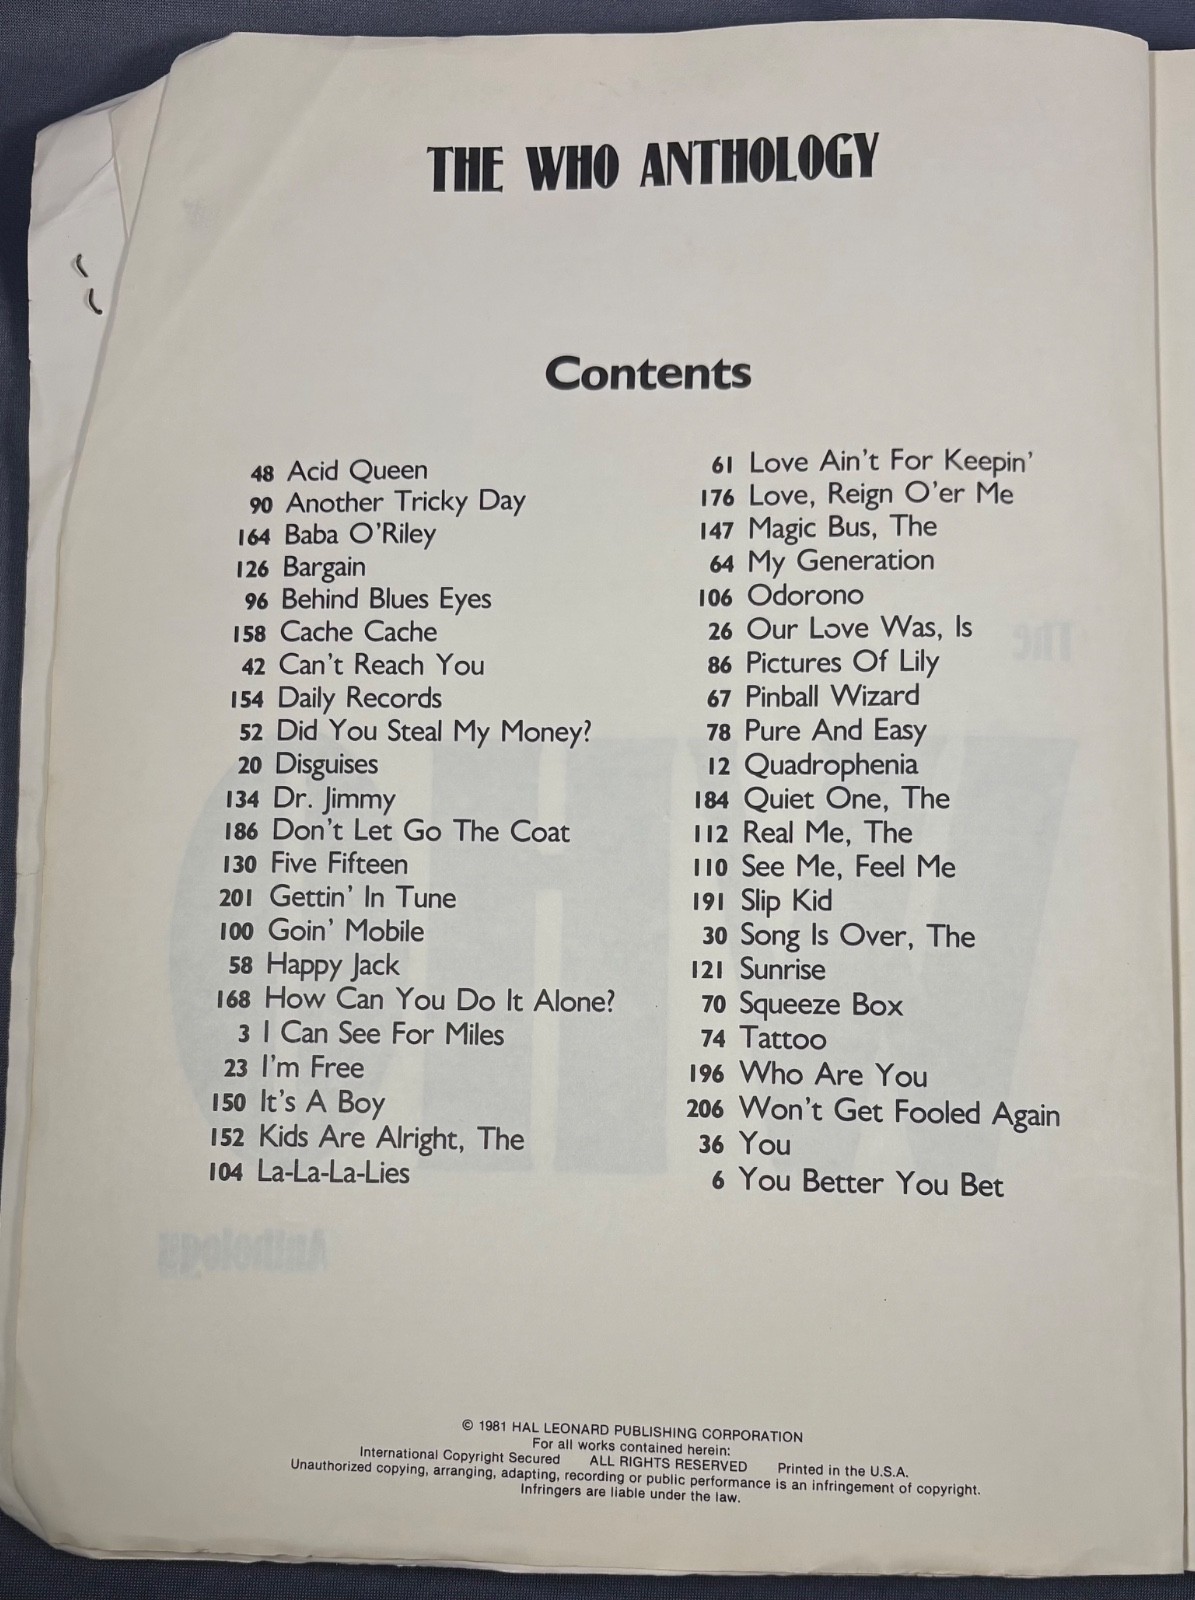 THE WHO ANTHOLOGY
Contents
48 Acid Queen
90 Another Tricky Day
164 Baba O'Riley
126 Bargain
96 Behind Blues Eyes
158 Cache Cache
42 Can't Reach You
154 Daily Records
52 Did You Steal My Money?
20 Disguises
134 Dr. Jimmy
186 Don't Let Go The Coat
130 Five Fifteen
201 Gettin' In Tune
100 Goin' Mobile
58 Happy Jack
168 How Can You Do It Alone?
3 I Can See For Miles
23 I'm Free
150 It's A Boy
152 Kids Are Alright, The
104 La-La-La-Lies
61 Love Ain't For Keepin'
176 Love, Reign O'er Me
147 Magic Bus, The
64 My Generation
106 Odorono
26 Our Love Was, Is
86 Pictures Of Lily
67 Pinball Wizard
78 Pure And Easy
12 Quadrophenia
184 Quiet One, The
112 Real Me, The
110 See Me, Feel Me
191 Slip Kid
30 Song Is Over, The
121 Sunrise
70 Squeeze Box
74 Tattoo
196 Who Are You
206 Won't Get Fooled Again
36 You
6 You Better You Bet
The
WHO
Anthology
© 1981 HAL LEONARD PUBLISHING CORPORATION
For all works contained herein:
International Copyright Secured ALL RIGHTS RESERVED Printed in the U.S.A.
Unauthorized copying, arranging, adapting, recording or public performance is an infringement of copyright.
Infringers are liable under the law.